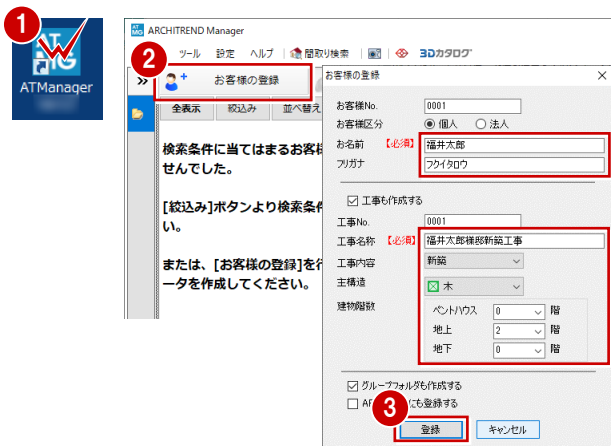 1
ATManager
ARCHITREND Manager
ツール 設定 ヘルプ 間取り検索 3Dカタログ
2
お客様の登録
全表示 絞込み 並べ替え
検索条件に当てはまるお客様
せんでした。
[絞込み]ボタンより検索条件
い。
または、[お客様の登録]を行
ータを作成してください。
お客様の登録
お客様No. 0001
お客様区分 個人 法人
お名前 【必須】 福井太郎
フリガナ フクイタロウ
工事も作成する
工事No. 0001
工事名称 【必須】 福井太郎様邸新築工事
工事内容 新築
主構造 木
建物階数 ペントハウス 0 階
地上 2 階
地下 0 階
グループフォルダも作成する
にも登録する
3
登録 キャンセル